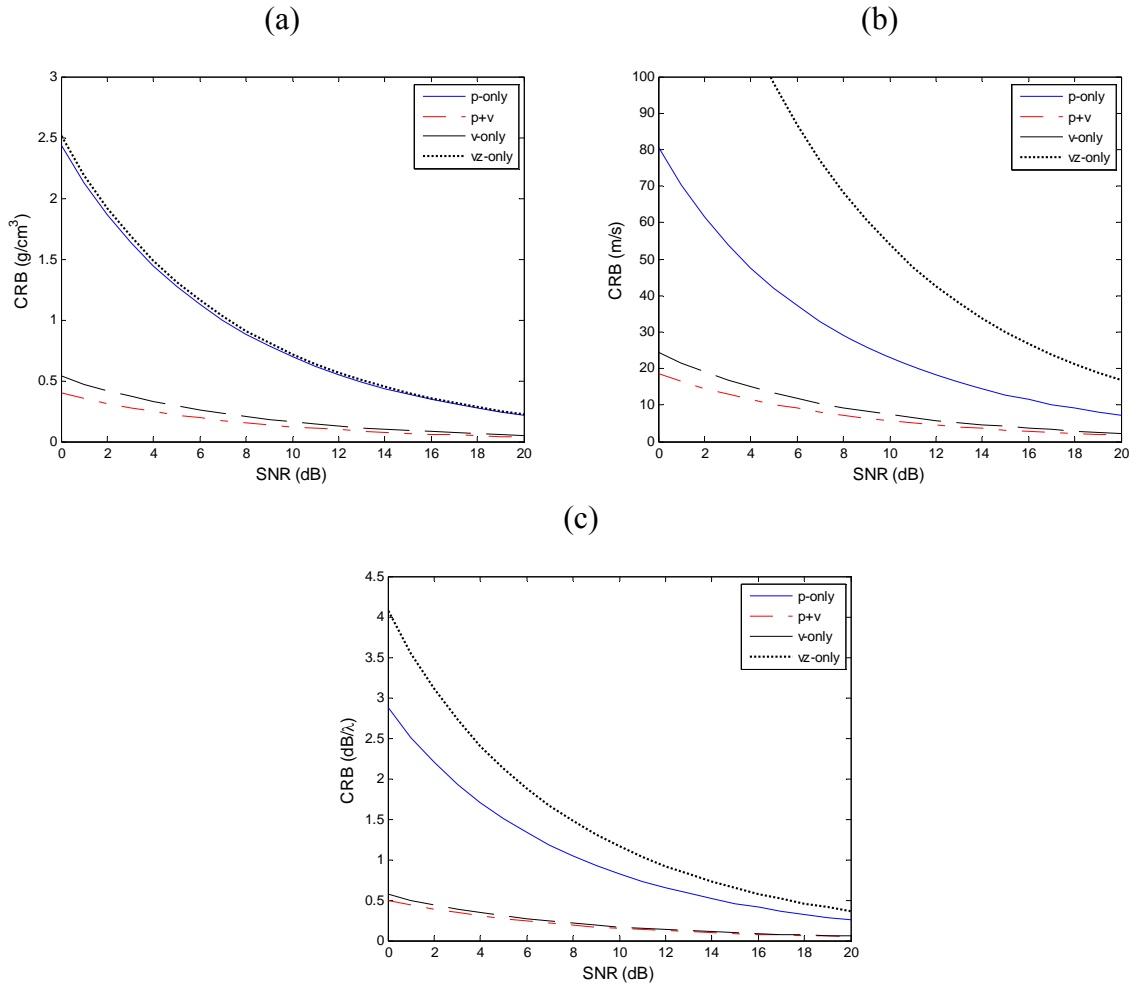 (a)
3
2.5
2
1.5
1
0.5
0
CRB (g/cm³)
0 2 4 6 8 10 12 14 16 18 20
SNR (dB)
p-only
p+v
v-only
vz-only
(b)
100
90
80
70
60
50
40
30
20
10
0
CRB (m/s)
0 2 4 6 8 10 12 14 16 18 20
SNR (dB)
p-only
p+v
v-only
vz-only
(c)
4.5
4
3.5
3
2.5
2
1.5
1
0.5
0
CRB (dB/λ)
0 2 4 6 8 10 12 14 16 18 20
SNR (dB)
p-only
p+v
v-only
vz-only